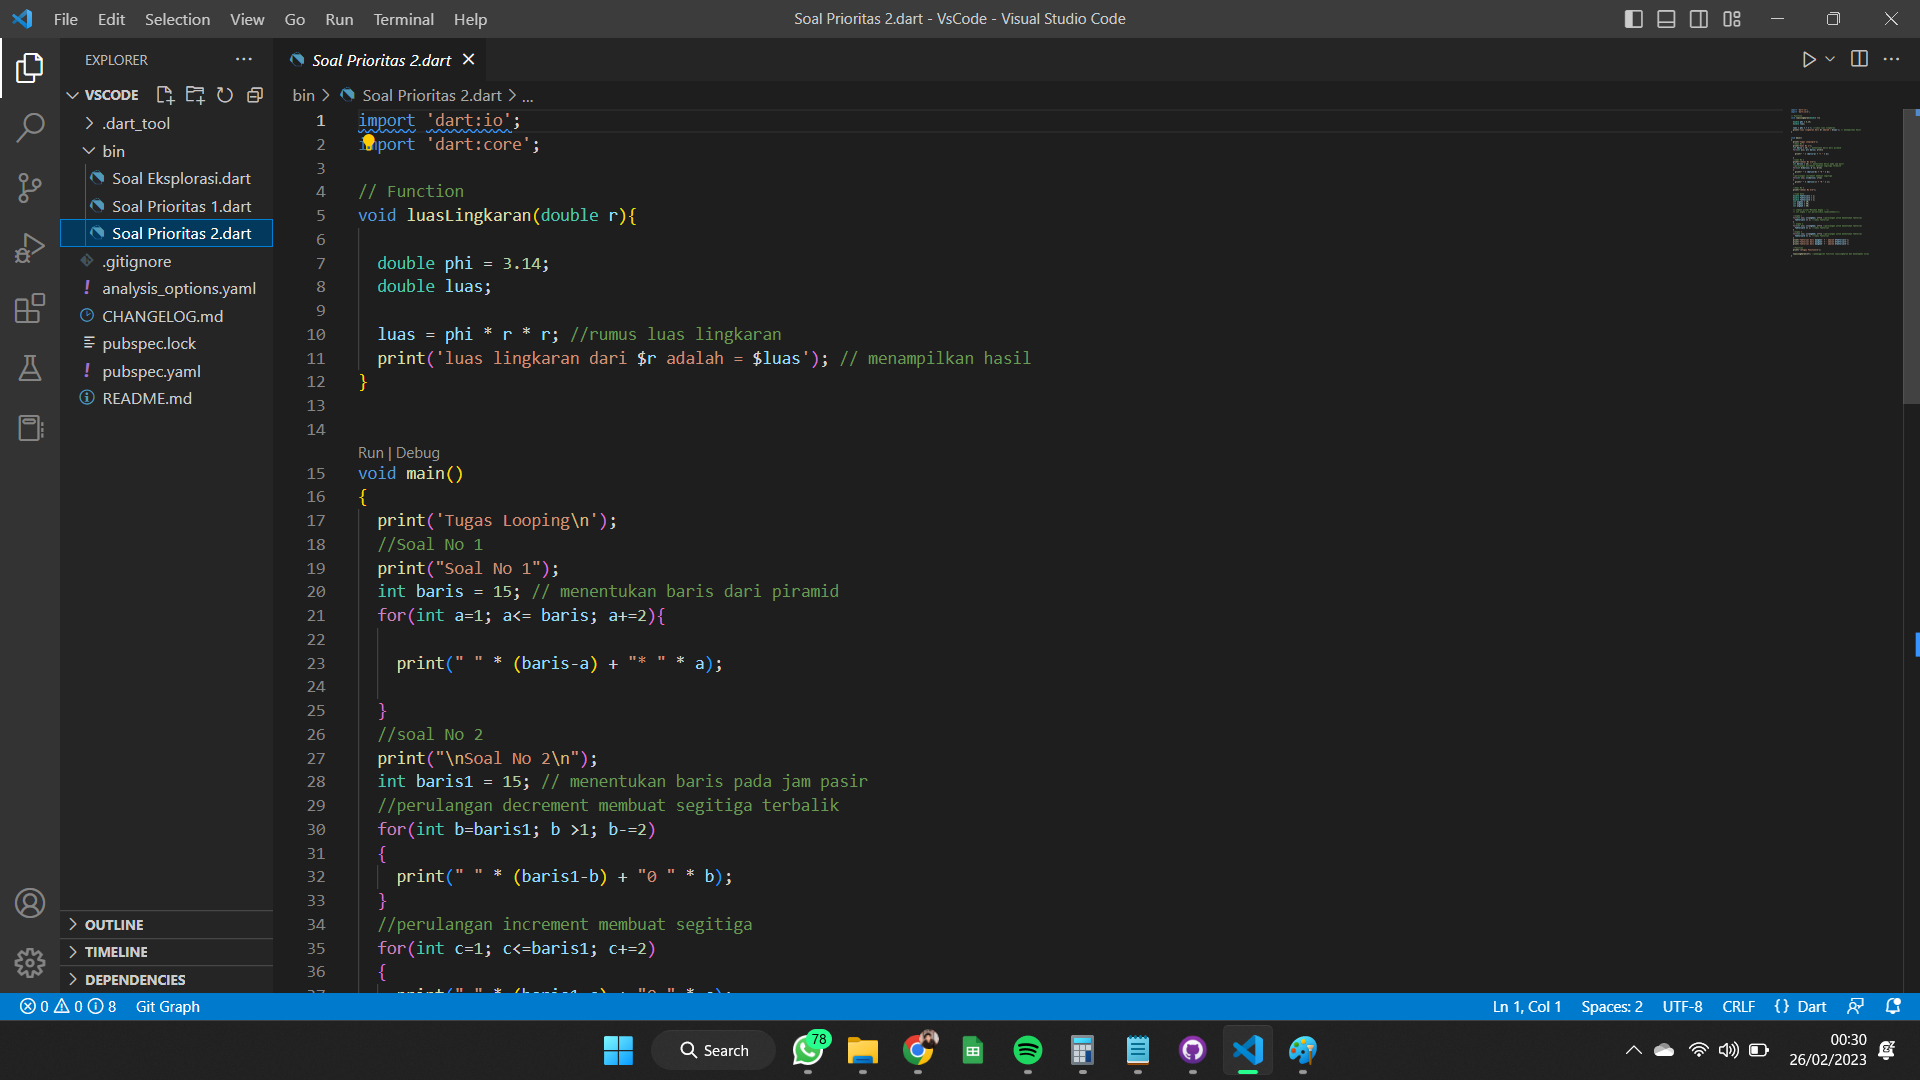 File Edit Selection View Go Run Terminal Help
Soal Prioritas 2.dart - VsCode - Visual Studio Code
EXPLORER
VSCODE
.dart_tool
bin
Soal Eksplorasi.dart
Soal Prioritas 1.dart
Soal Prioritas 2.dart
.gitignore
analysis_options.yaml
CHANGELOG.md
pubspec.lock
pubspec.yaml
README.md
OUTLINE
TIMELINE
DEPENDENCIES
Soal Prioritas 2.dart
bin > Soal Prioritas 2.dart > ...
1 import 'dart:io';
2 import 'dart:core';
3
4 // Function
5 void luasLingkaran(double r){
6
7 double phi = 3.14;
8 double luas;
9
10 luas = phi * r * r; //rumus luas lingkaran
11 print('luas lingkaran dari $r adalah = $luas'); // menampilkan hasil
12 }
13
14
Run | Debug
15 void main()
16 {
17 print('Tugas Looping\n');
18 //Soal No 1
19 print("Soal No 1");
20 int baris = 15; // menentukan baris dari piramid
21 for(int a=1; a<= baris; a+=2){
22
23 print(" " * (baris-a) + "* " * a);
24
25 }
26 //soal No 2
27 print("\nSoal No 2\n");
28 int baris1 = 15; // menentukan baris pada jam pasir
29 //perulangan decrement membuat segitiga terbalik
30 for(int b=baris1; b >1; b-=2)
31 {
32 print(" " * (baris1-b) + "0 " * b);
33 }
34 //perulangan increment membuat segitiga
35 for(int c=1; c<=baris1; c+=2)
36 {
0 0 8 Git Graph
Ln 1, Col 1 Spaces: 2 UTF-8 CRLF {} Dart
Search
78
00:30
26/02/2023